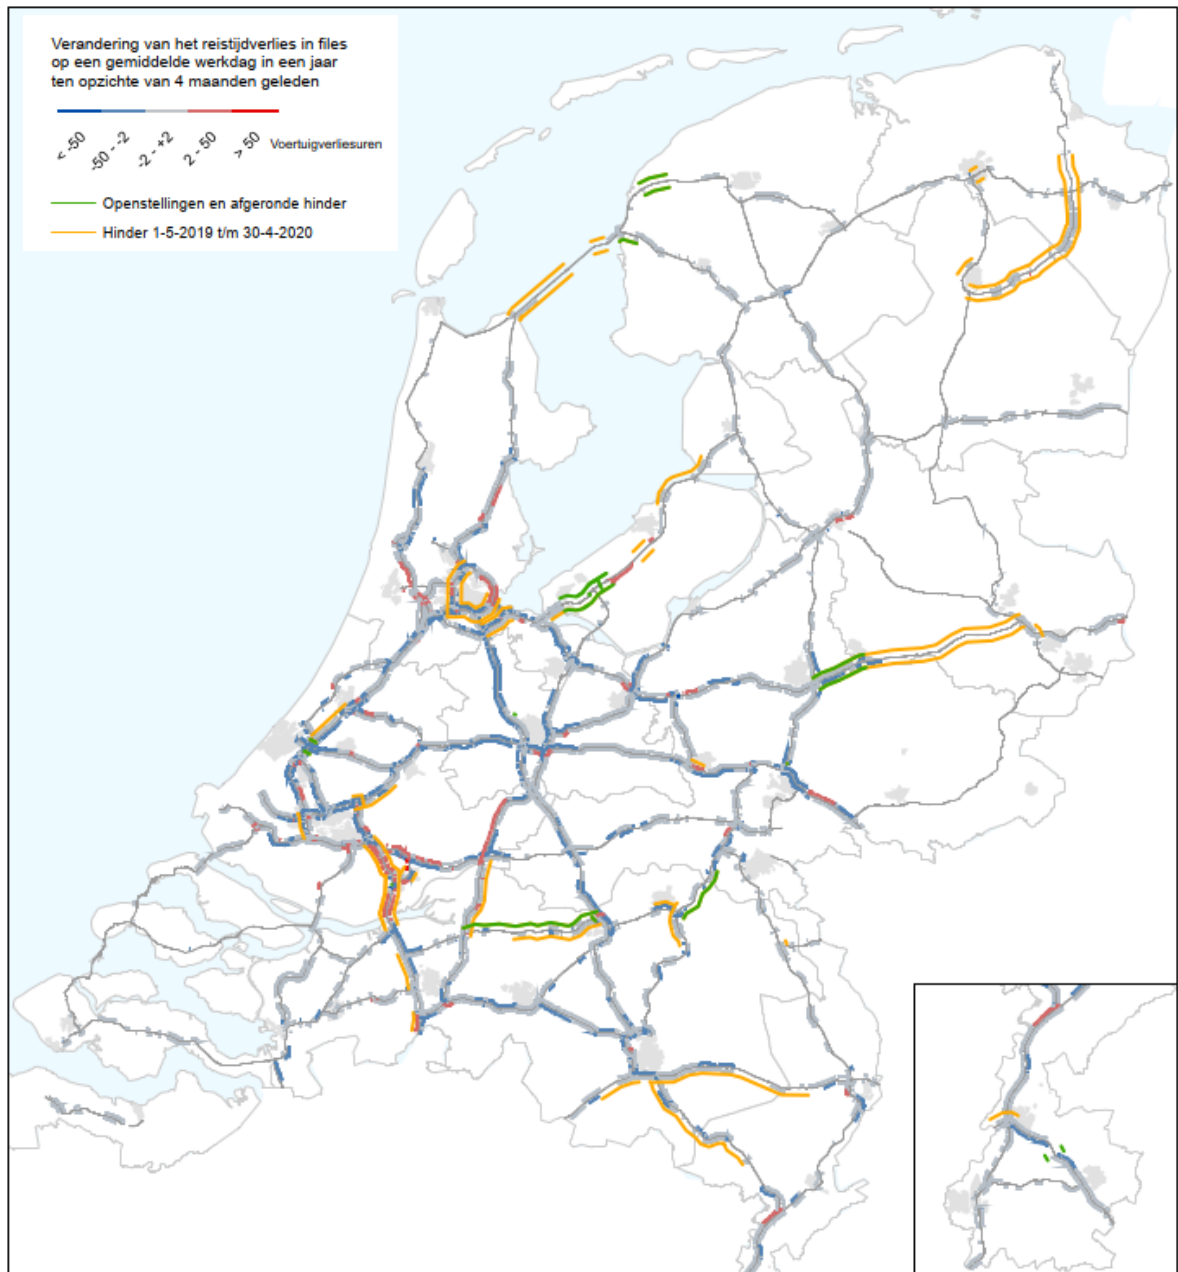 Verandering van het reistijdverlies in files
op een gemiddelde werkdag in een jaar
ten opzichte van 4 maanden geleden
< -50
-50 - -2
-2 - +2
2 - 50
> 50
Voertuigverliesuren
Openstellingen en afgeronde hinder
Hinder 1-5-2019 t/m 30-4-2020